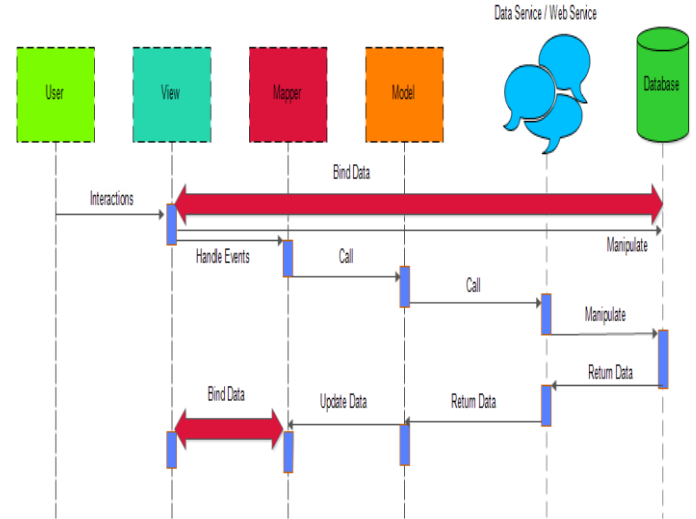 Data Service / Web Service
User
View
Mapper
Model
Database
Bind Data
Interactions
Manipulate
Handle Events
Call
Call
Manipulate
Return Data
Bind Data
Update Data
Return Data